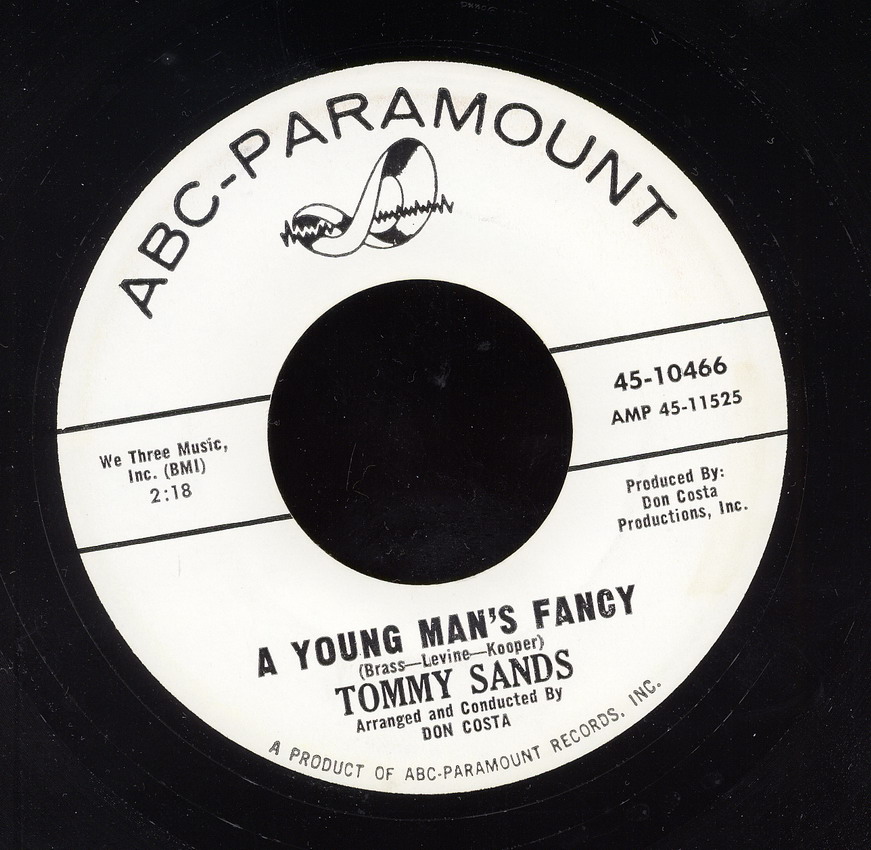 ABC-PARAMOUNT
45-10466
AMP 45-11525
We Three Music,
Inc. (BMI)
2:18
Produced By:
Don Costa
Productions, Inc.
A YOUNG MAN'S FANCY
(Brass—Levine—Kooper)
TOMMY SANDS
Arranged and Conducted By
DON COSTA
A PRODUCT OF ABC-PARAMOUNT RECORDS, INC.